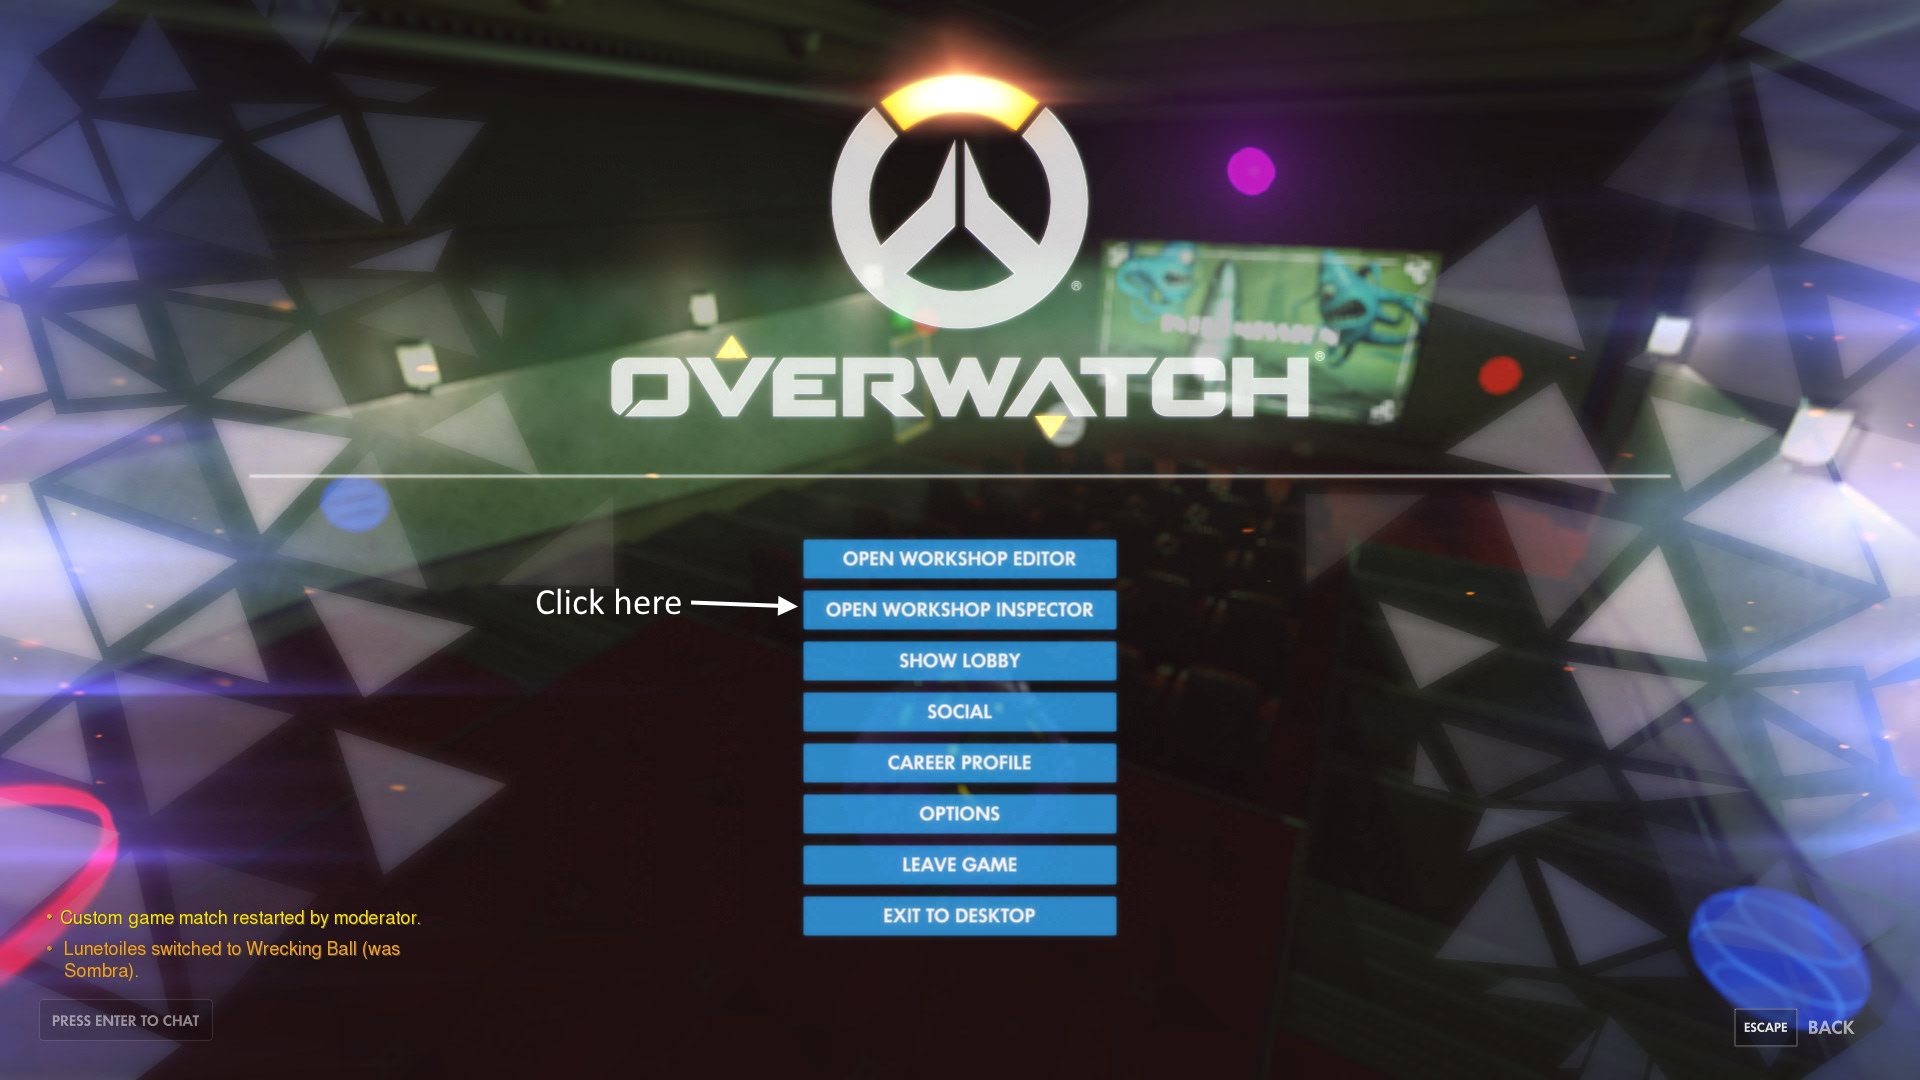 OVERWATCH
OPEN WORKSHOP EDITOR
Click here
OPEN WORKSHOP INSPECTOR
SHOW LOBBY
SOCIAL
CAREER PROFILE
OPTIONS
LEAVE GAME
EXIT TO DESKTOP
• Custom game match restarted by moderator.
• Lunetoiles switched to Wrecking Ball (was
Sombra).
PRESS ENTER TO CHAT
ESCAPE BACK